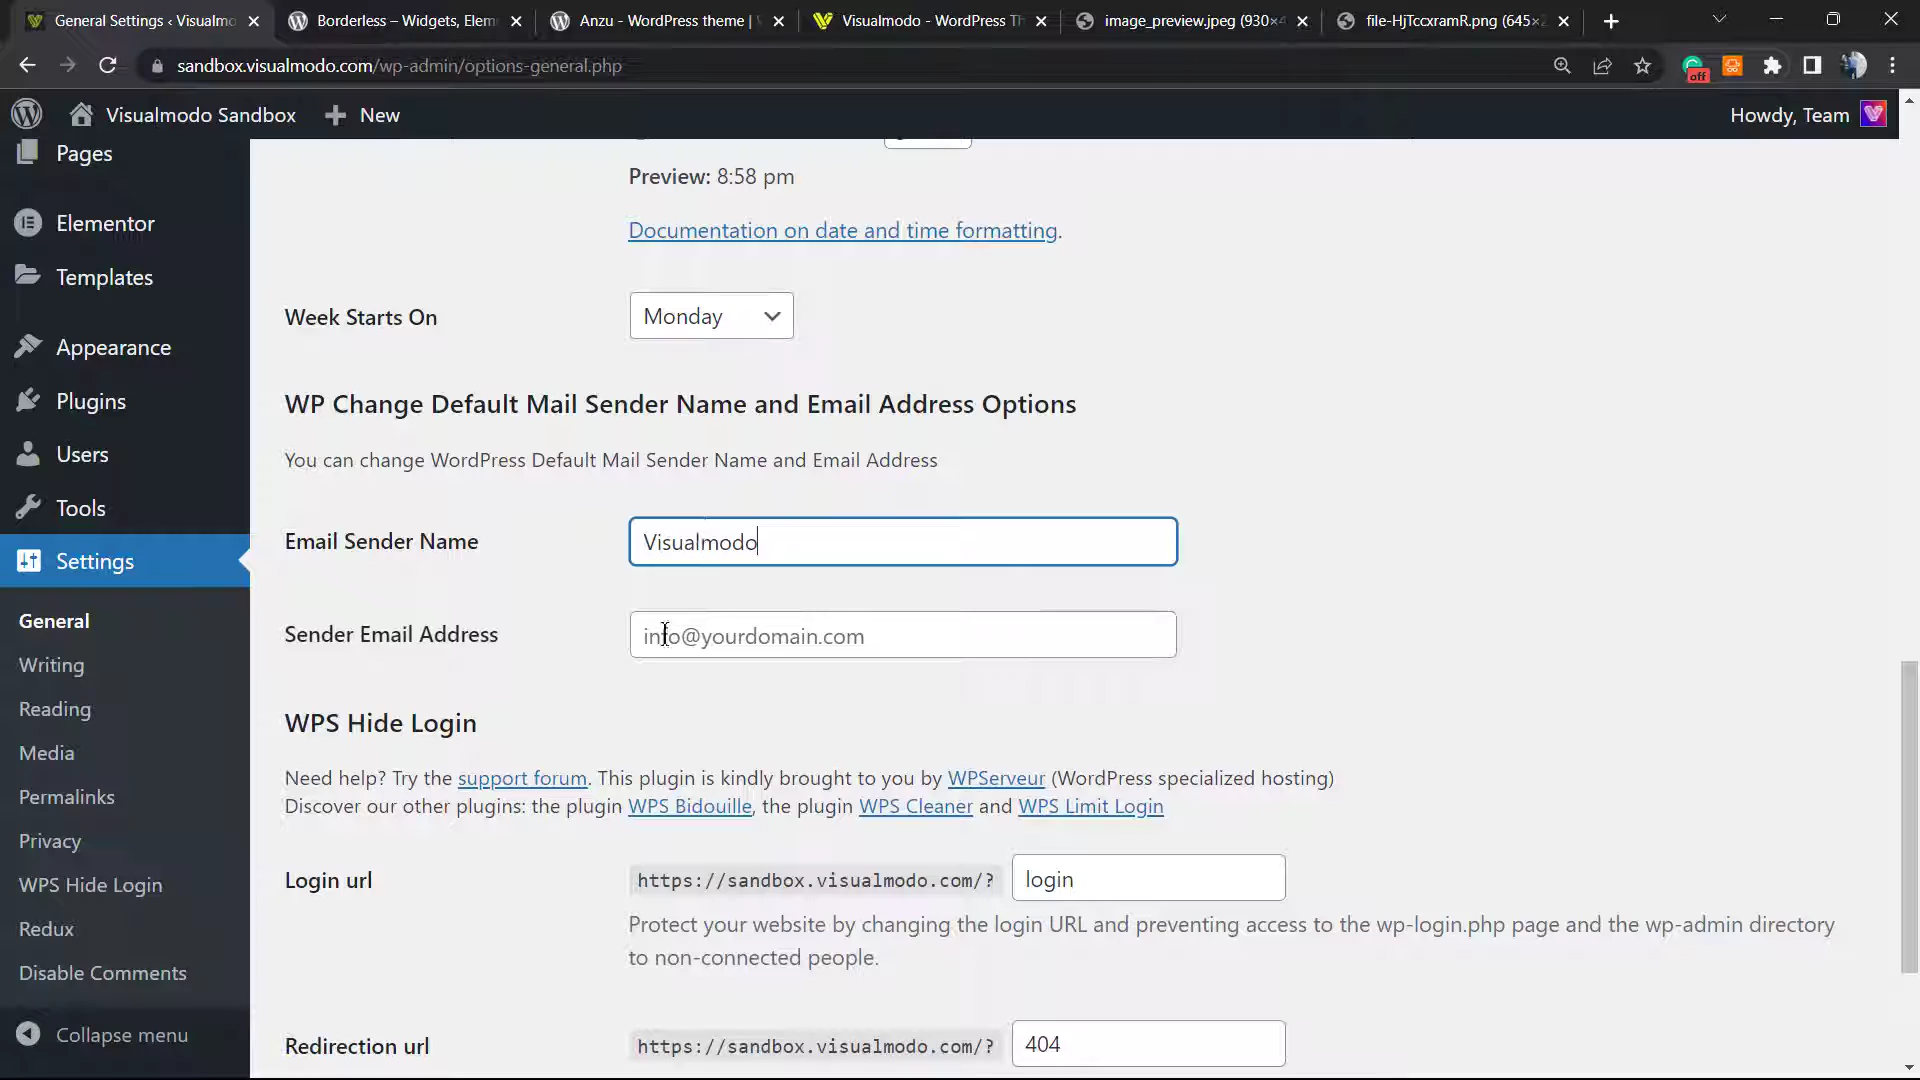 General Settings ‹ Visualmo
Borderless – Widgets, Elem
Anzu - WordPress theme |
Visualmodo - WordPress Th
image_preview.jpeg (930×4
file-HjTccxramR.png (645×2
sandbox.visualmodo.com/wp-admin/options-general.php
off
Visualmodo Sandbox
New
Howdy, Team
Pages
Elementor
Templates
Appearance
Plugins
Users
Tools
Settings
General
Writing
Reading
Media
Permalinks
Privacy
WPS Hide Login
Redux
Disable Comments
Collapse menu
Preview: 8:58 pm
Documentation on date and time formatting.
Week Starts On
Monday
WP Change Default Mail Sender Name and Email Address Options
You can change WordPress Default Mail Sender Name and Email Address
Email Sender Name
Visualmodo
Sender Email Address
info@yourdomain.com
WPS Hide Login
Need help? Try the support forum. This plugin is kindly brought to you by WPServeur (WordPress specialized hosting)
Discover our other plugins: the plugin WPS Bidouille, the plugin WPS Cleaner and WPS Limit Login
Login url
https://sandbox.visualmodo.com/? login
Protect your website by changing the login URL and preventing access to the wp-login.php page and the wp-admin directory
to non-connected people.
Redirection url
https://sandbox.visualmodo.com/? 404